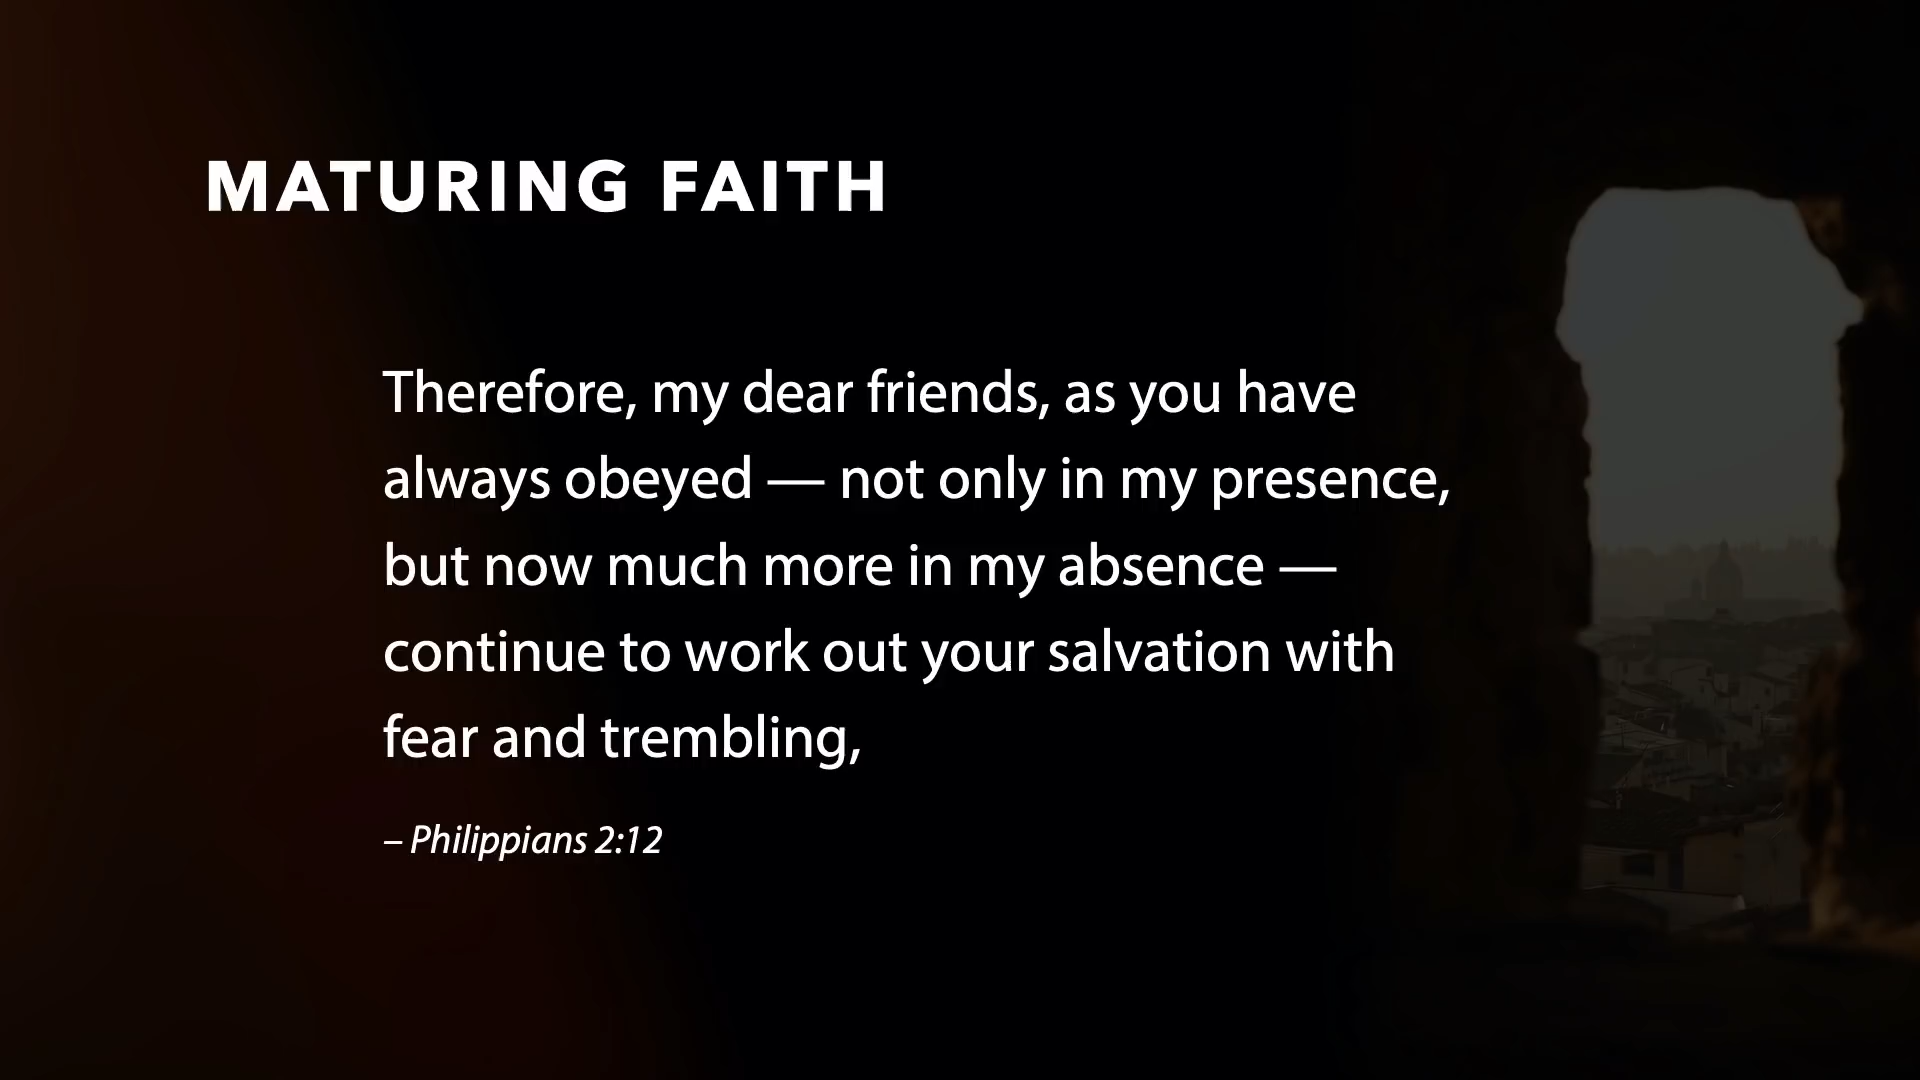 MATURING FAITH
Therefore, my dear friends, as you have
always obeyed — not only in my presence,
but now much more in my absence —
continue to work out your salvation with
fear and trembling,
– Philippians 2:12